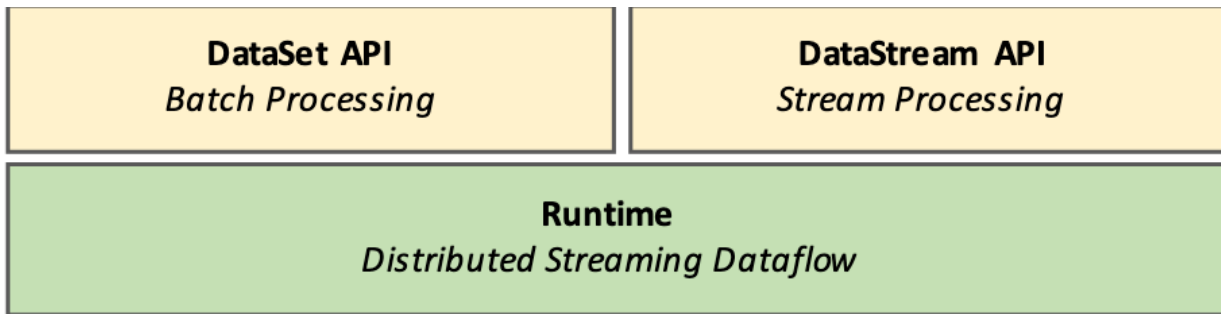 DataSet API
Batch Processing
DataStream API
Stream Processing
Runtime
Distributed Streaming Dataflow